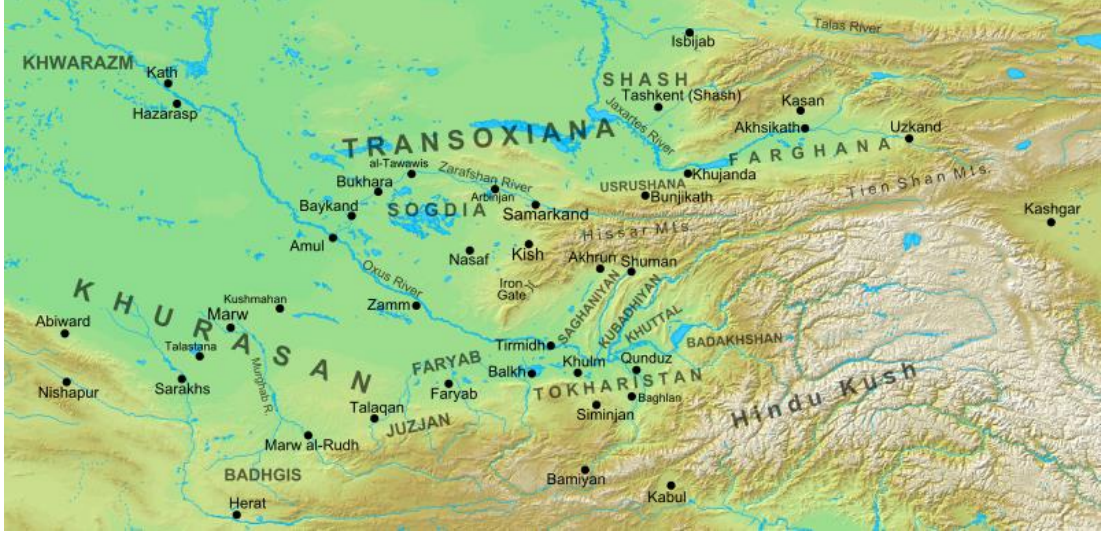 Talas River
Isbijab
KHWARAZM
Kath
Hazarasp
SHASH
Tashkent (Shash)
Jaxartes River
Kasan
Akhsikath
Uzkand
TRANSOXIANA
FARGHANA
al-Tawawis
Zarafshan River
Khujanda
Bukhara
Arbinjan
USRUSHANA
Bunjikath
Tien Shan Mts.
Baykand
SOGDIA
Samarkand
Kashgar
Amul
Hissar Mts.
Nasaf
Kish
Akhrun
Shuman
Oxus River
Iron
Gate
KHURASAN
Kushmahan
Zamm
SAGHANIYAN
KUBADHIYAN
KHUTTAL
Abiward
Marw
Talastana
Tirmidh
BADAKHSHAN
Murghab R.
FARYAB
Balkh
Khulm
Qunduz
Nishapur
Sarakhs
Faryab
TOKHARISTAN
Baghlan
Hindu Kush
Talaqan
JUZJAN
Siminjan
Marw al-Rudh
BADHGIS
Bamiyan
Kabul
Herat